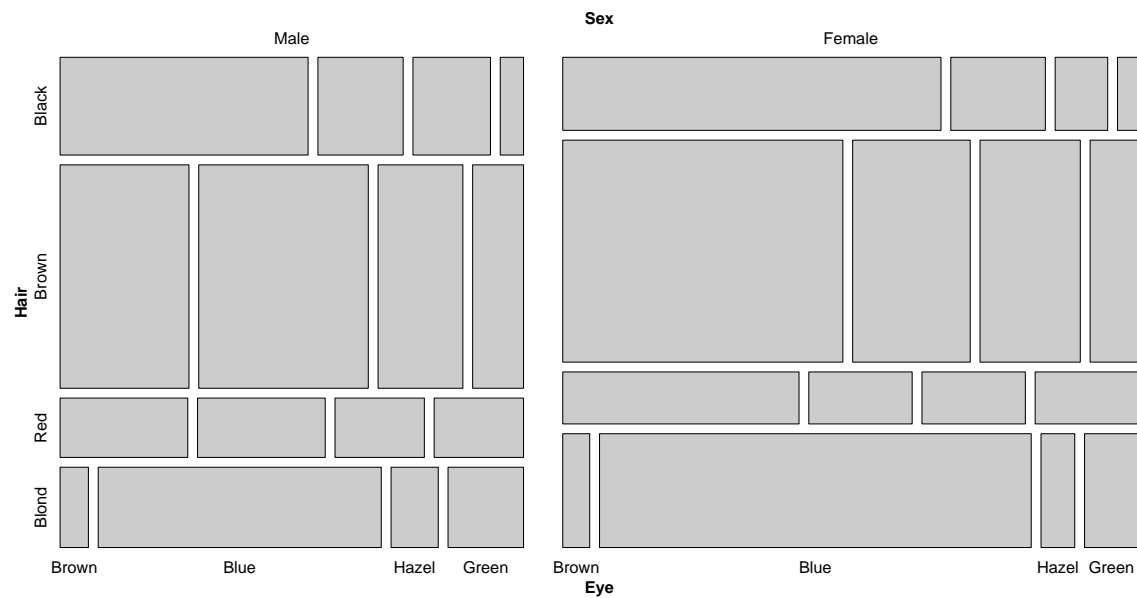 Sex
Male
Female
Hair
Black
Brown
Red
Blond
Brown
Blue
Hazel
Green
Brown
Blue
Hazel
Green
Eye